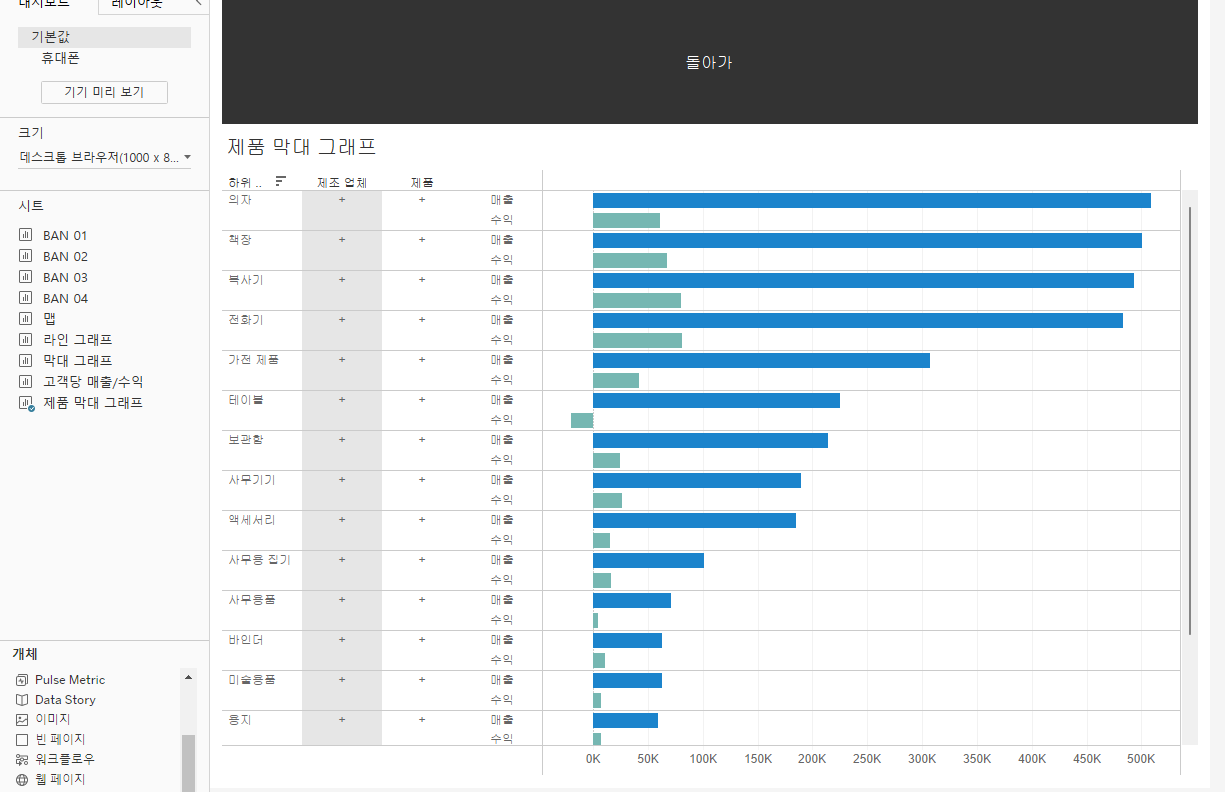 대시보드 레이아웃
기본값
휴대폰
기기 미리 보기
크기
데스크톱 브라우저(1000 x 8...
시트
BAN 01
BAN 02
BAN 03
BAN 04
맵
라인 그래프
막대 그래프
고객당 매출/수익
제품 막대 그래프
개체
Pulse Metric
Data Story
이미지
빈 페이지
워크플로우
웹 페이지
돌아가
제품 막대 그래프
하위 .. 제조 업체 제품
의자 + + 매출
수익
책장 + + 매출
수익
복사기 + + 매출
수익
전화기 + + 매출
수익
가전 제품 + + 매출
수익
테이블 + + 매출
수익
보관함 + + 매출
수익
사무기기 + + 매출
수익
액세서리 + + 매출
수익
사무용 집기 + + 매출
수익
사무용품 + + 매출
수익
바인더 + + 매출
수익
미술용품 + + 매출
수익
용지 + + 매출
수익
0K 50K 100K 150K 200K 250K 300K 350K 400K 450K 500K